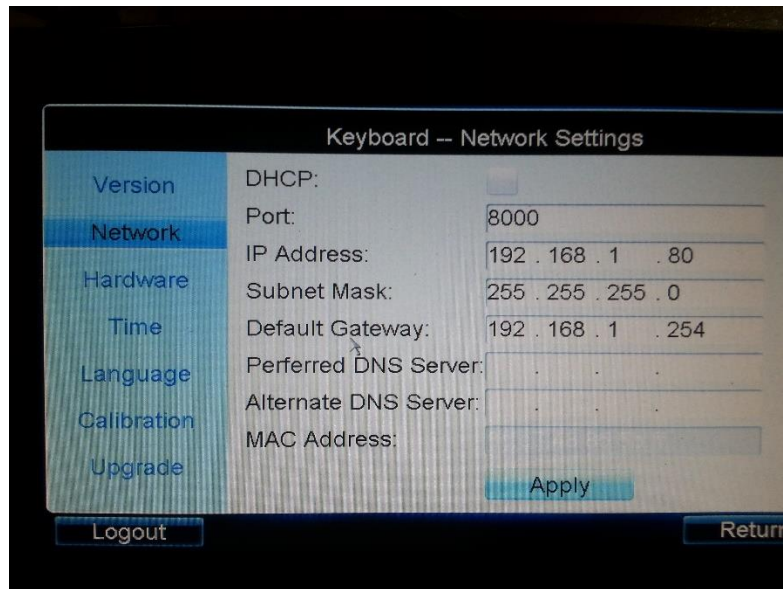 Keyboard -- Network Settings
Version
Network
Hardware
Time
Language
Calibration
Upgrade
DHCP:
Port: 8000
IP Address: 192 . 168 . 1 . 80
Subnet Mask: 255 . 255 . 255 . 0
Default Gateway: 192 . 168 . 1 . 254
Perferred DNS Server: . . .
Alternate DNS Server: . . .
MAC Address:
Apply
Logout
Return